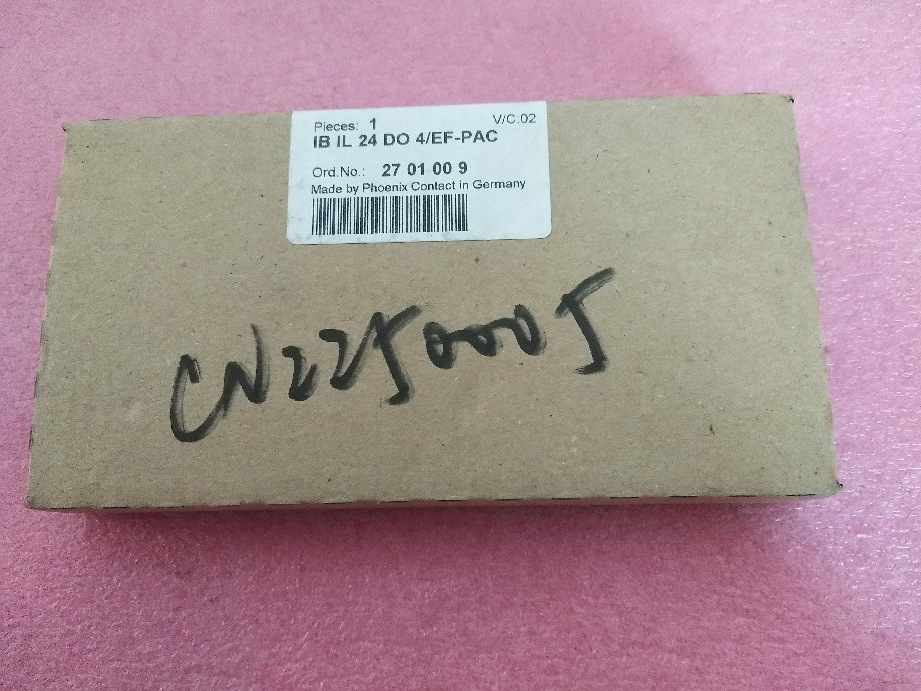 Pieces: 1 V/C.02
IB IL 24 DO 4/EF-PAC
Ord.No.: 27 01 00 9
Made by Phoenix Contact in Germany
CN2250005